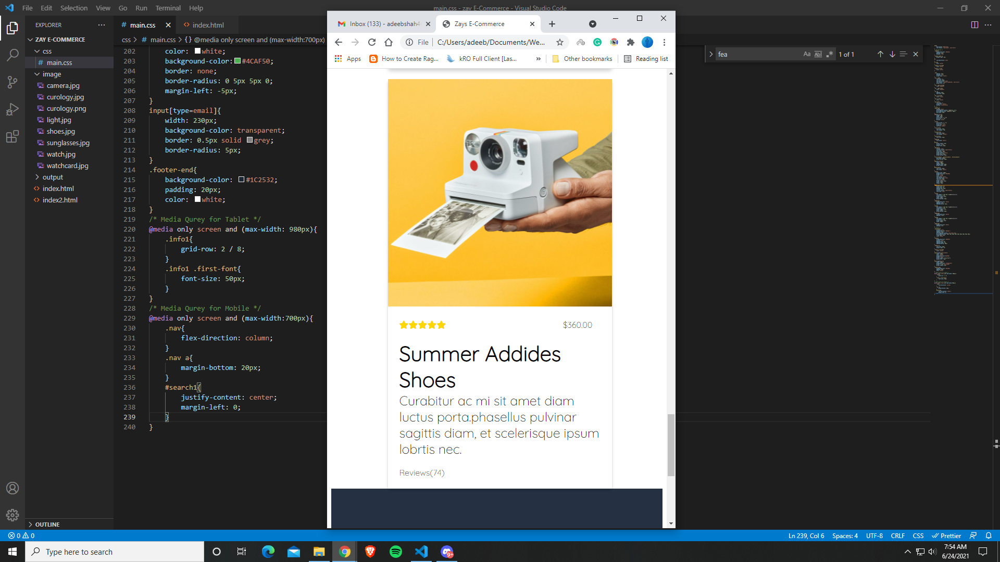 File Edit Selection View Go Run Terminal Help
main.css - zay E-Commerce - Visual Studio Code
EXPLORER
ZAY E-COMMERCE
css
main.css
image
camera.jpg
curology.jpg
curology.png
light.jpg
shoes.jpg
sunglasses.jpg
watch.jpg
watchcard.jpg
output
index.html
index2.html
OUTLINE
main.css
index.html
css > main.css > {} @media only screen and (max-width:700px)
202 color: white;
203 background-color: #4CAF50;
204 border: none;
205 border-radius: 0 5px 5px 0;
206 margin-left: -5px;
207 }
208 input[type=email]{
209 width: 230px;
210 background-color: transparent;
211 border: 0.5px solid grey;
212 border-radius: 5px;
213 }
214 .footer-end{
215 background-color: #1C2532;
216 padding: 20px;
217 color: white;
218 }
219 /* Media Qurey for Tablet */
220 @media only screen and (max-width: 980px){
221 .info1{
222 grid-row: 2 / 8;
223 }
224 .info1 .first-font{
225 font-size: 50px;
226 }
227 }
228 /* Media Qurey for Mobile */
229 @media only screen and (max-width:700px){
230 .nav{
231 flex-direction: column;
232 }
233 .nav a{
234 margin-bottom: 20px;
235 }
236 #search1{
237 justify-content: center;
238 margin-left: 0;
239 }
240 }
Inbox (133) - adeebshah4
Zays E-Commerce
File C:/Users/adeeb/Documents/We...
Apps How to Create Rag... kRO Full Client [Las... » Other bookmarks Reading list
$360.00
Summer Addides
Shoes
Curabitur ac mi sit amet diam
luctus porta.phasellus pulvinar
sagittis diam, et scelerisque ipsum
lobrtis nec.
Reviews(74)
fea Aa Abl .* 1 of 1
0 0
Ln 239, Col 6 Spaces: 4 UTF-8 CRLF CSS Prettier
Type here to search
9+
7:54 AM
6/24/2021